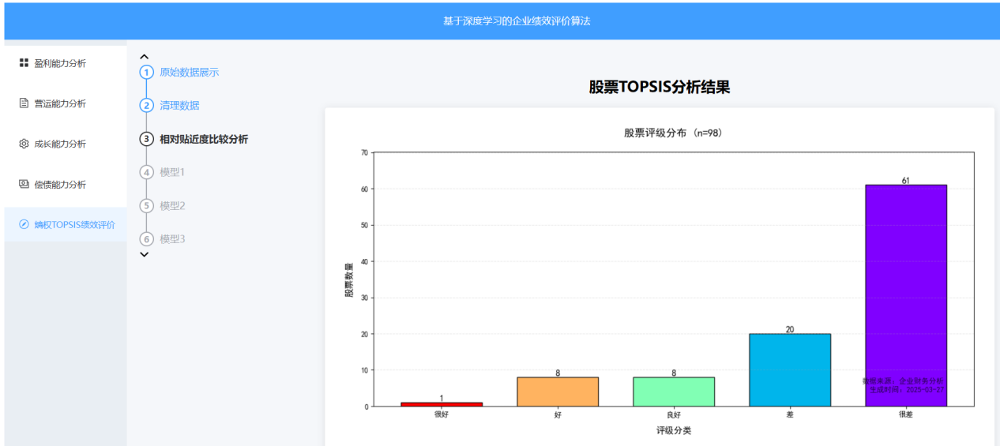 基于深度学习的企业绩效评价算法
盈利能力分析
营运能力分析
成长能力分析
偿债能力分析
熵权TOPSIS绩效评价
1 原始数据展示
2 清理数据
3 相对贴近度比较分析
4 模型1
5 模型2
6 模型3
股票TOPSIS分析结果
股票评级分布 (n=98)
股票数量
70
60
50
40
30
20
10
0
1
8
8
20
61
数据来源：企业财务分析
生成时间：2025-03-27
很好
好
良好
差
很差
评级分类